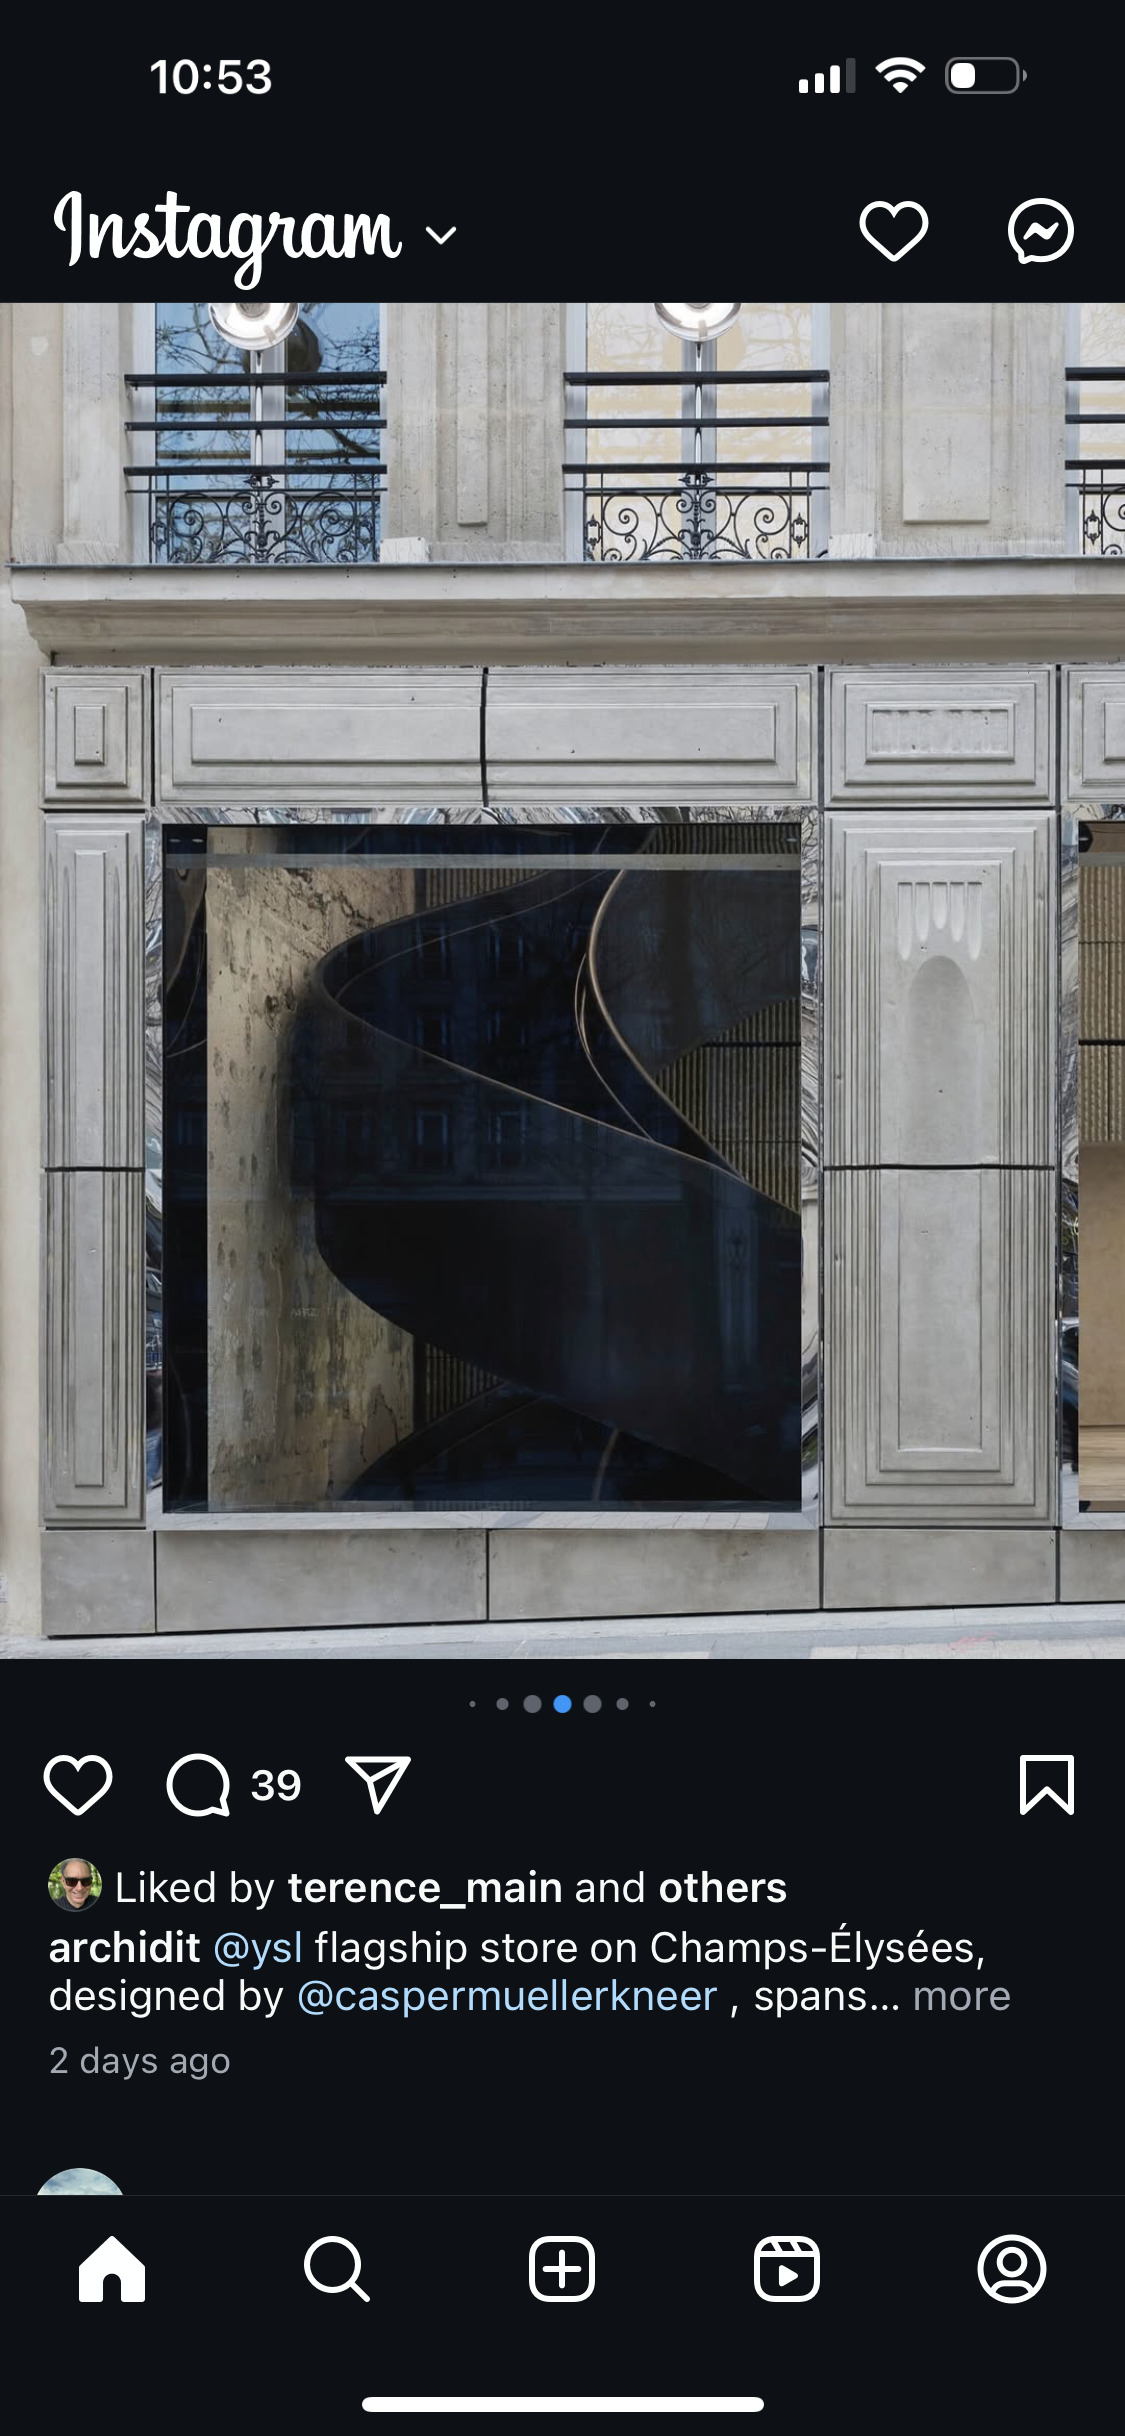 10:53
Instagram
39
Liked by terence_main and others
archidit @ysl flagship store on Champs-Élysées,
designed by @caspermuellerkneer , spans... more
2 days ago